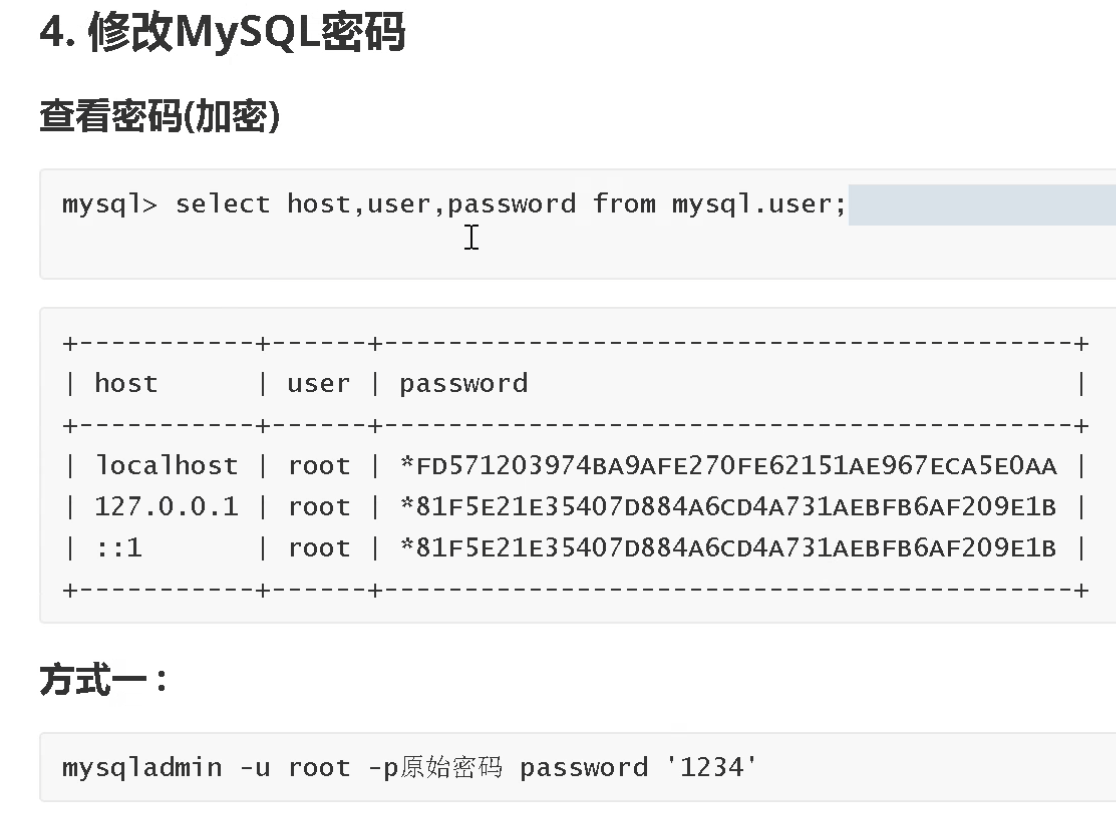 4. 修改MySQL密码
查看密码(加密)
mysql> select host,user,password from mysql.user;
+-----------+------+-------------------------------------------+
| host      | user | password                                  |
+-----------+------+-------------------------------------------+
| localhost | root | *FD571203974BA9AFE270FE62151AE967ECA5E0AA |
| 127.0.0.1 | root | *81F5E21E35407D884A6CD4A731AEBFB6AF209E1B |
| ::1       | root | *81F5E21E35407D884A6CD4A731AEBFB6AF209E1B |
+-----------+------+-------------------------------------------+
方式一：
mysqladmin -u root -p原始密码 password '1234'